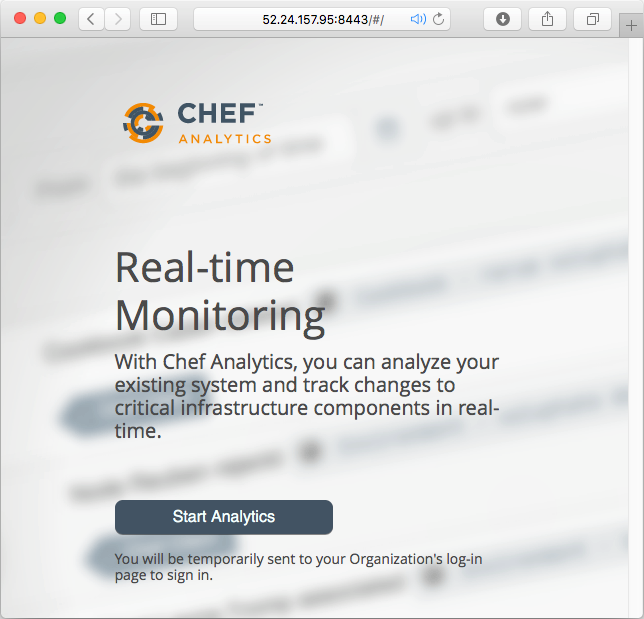 52.24.157.95:8443/#/
CHEF™
ANALYTICS
Real-time
Monitoring
With Chef Analytics, you can analyze your
existing system and track changes to
critical infrastructure components in real-
time.
Start Analytics
You will be temporarily sent to your Organization's log-in
page to sign in.